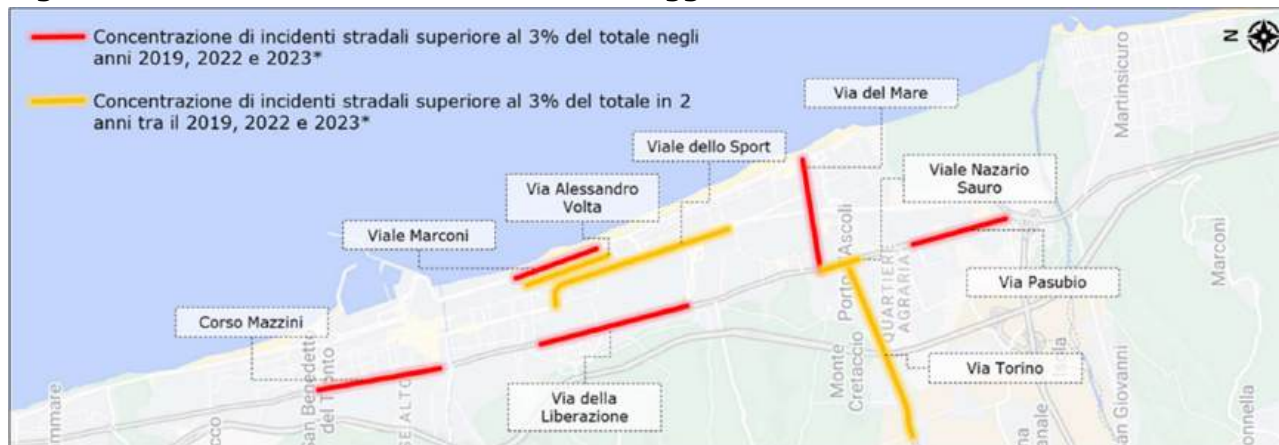 Concentrazione di incidenti stradali superiore al 3% del totale negli
anni 2019, 2022 e 2023*
Concentrazione di incidenti stradali superiore al 3% del totale in 2
anni tra il 2019, 2022 e 2023*
N
Via del Mare
Martinsicuro
Viale dello Sport
Viale Nazario
Sauro
Via Alessandro
Volta
Viale Marconi
Porto Ascoli
QUARTIERE
AGRARIA
Marconi
Via Pasubio
Corso Mazzini
San Benedetto
del Tronto
Via della
Liberazione
Monte
Cretaccio
Via Torino
San Giovanni